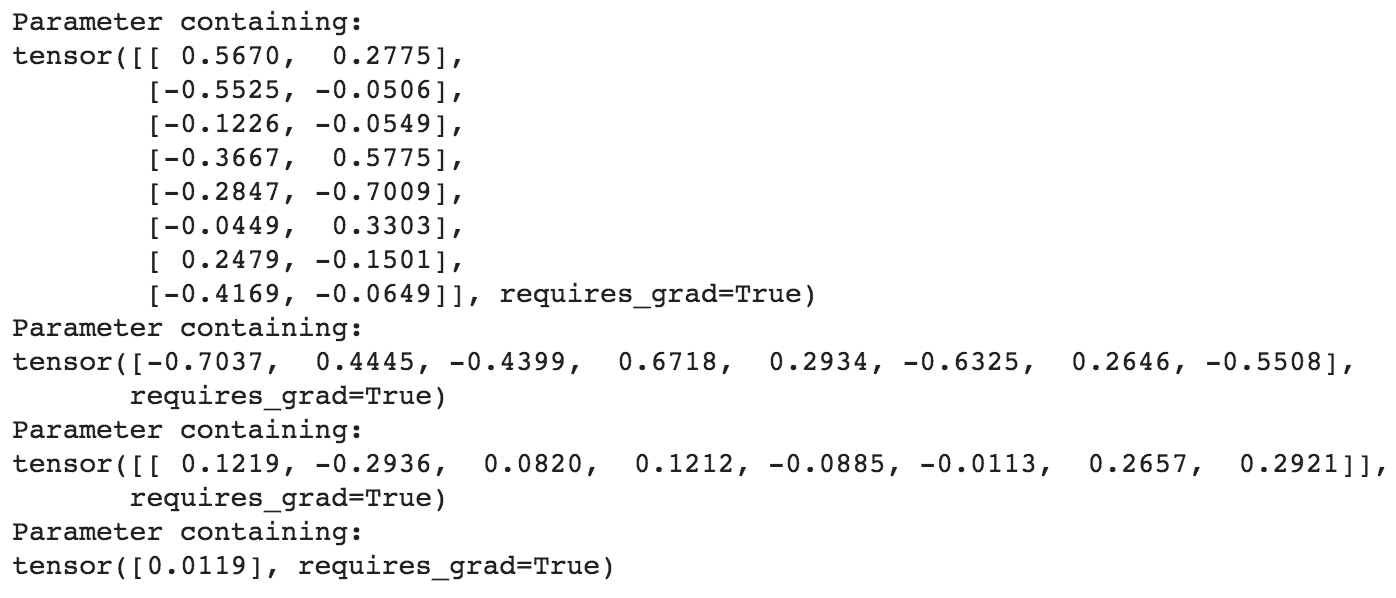 Parameter containing:
tensor([[ 0.5670,  0.2775],
        [-0.5525, -0.0506],
        [-0.1226, -0.0549],
        [-0.3667,  0.5775],
        [-0.2847, -0.7009],
        [-0.0449,  0.3303],
        [ 0.2479, -0.1501],
        [-0.4169, -0.0649]], requires_grad=True)
Parameter containing:
tensor([-0.7037,  0.4445, -0.4399,  0.6718,  0.2934, -0.6325,  0.2646, -0.5508],
       requires_grad=True)
Parameter containing:
tensor([[ 0.1219, -0.2936,  0.0820,  0.1212, -0.0885, -0.0113,  0.2657,  0.2921]],
       requires_grad=True)
Parameter containing:
tensor([0.0119], requires_grad=True)